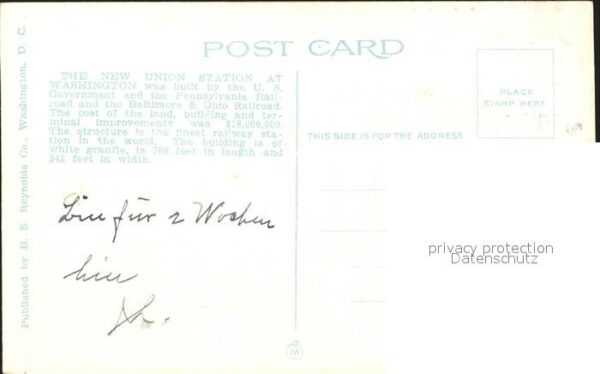 POST CARD
THE NEW UNION STATION AT
WASHINGTON was built by the U. S.
Government and the Pennsylvania Rail-
road and the Baltimore & Ohio Railroad.
The cost of the land, building and ter-
minal improvements was $18,000,000.
The structure is the finest railway sta-
tion in the world. The building is of
white granite, is 760 feet in length and
343 feet in width.
PLACE
STAMP HERE
THIS SIDE IS FOR THE ADDRESS
Published by B. S. Reynolds Co., Washington, D. C.
Bin für 2 Wochen
hier
privacy protection
Datenschutz